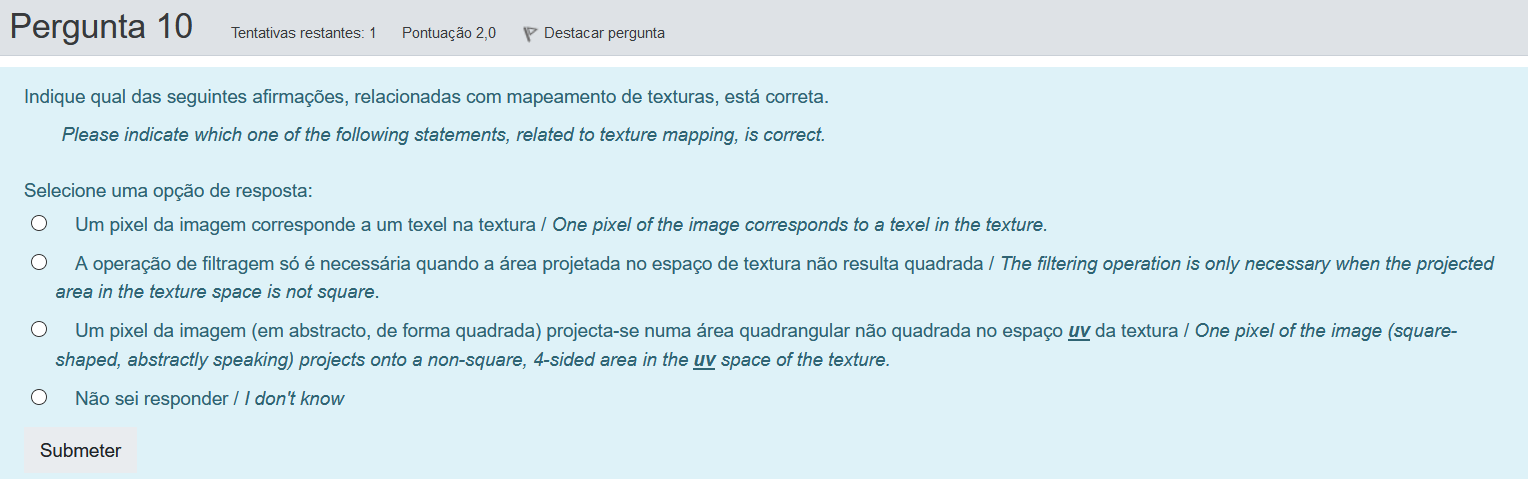 Pergunta 10 Tentativas restantes: 1 Pontuação 2,0 Destacar pergunta
Indique qual das seguintes afirmações, relacionadas com mapeamento de texturas, está correta.
Please indicate which one of the following statements, related to texture mapping, is correct.
Selecione uma opção de resposta:
Um pixel da imagem corresponde a um texel na textura / One pixel of the image corresponds to a texel in the texture.
A operação de filtragem só é necessária quando a área projetada no espaço de textura não resulta quadrada / The filtering operation is only necessary when the projected
area in the texture space is not square.
Um pixel da imagem (em abstracto, de forma quadrada) projecta-se numa área quadrangular não quadrada no espaço uv da textura / One pixel of the image (square-
shaped, abstractly speaking) projects onto a non-square, 4-sided area in the uv space of the texture.
Não sei responder / I don't know
Submeter